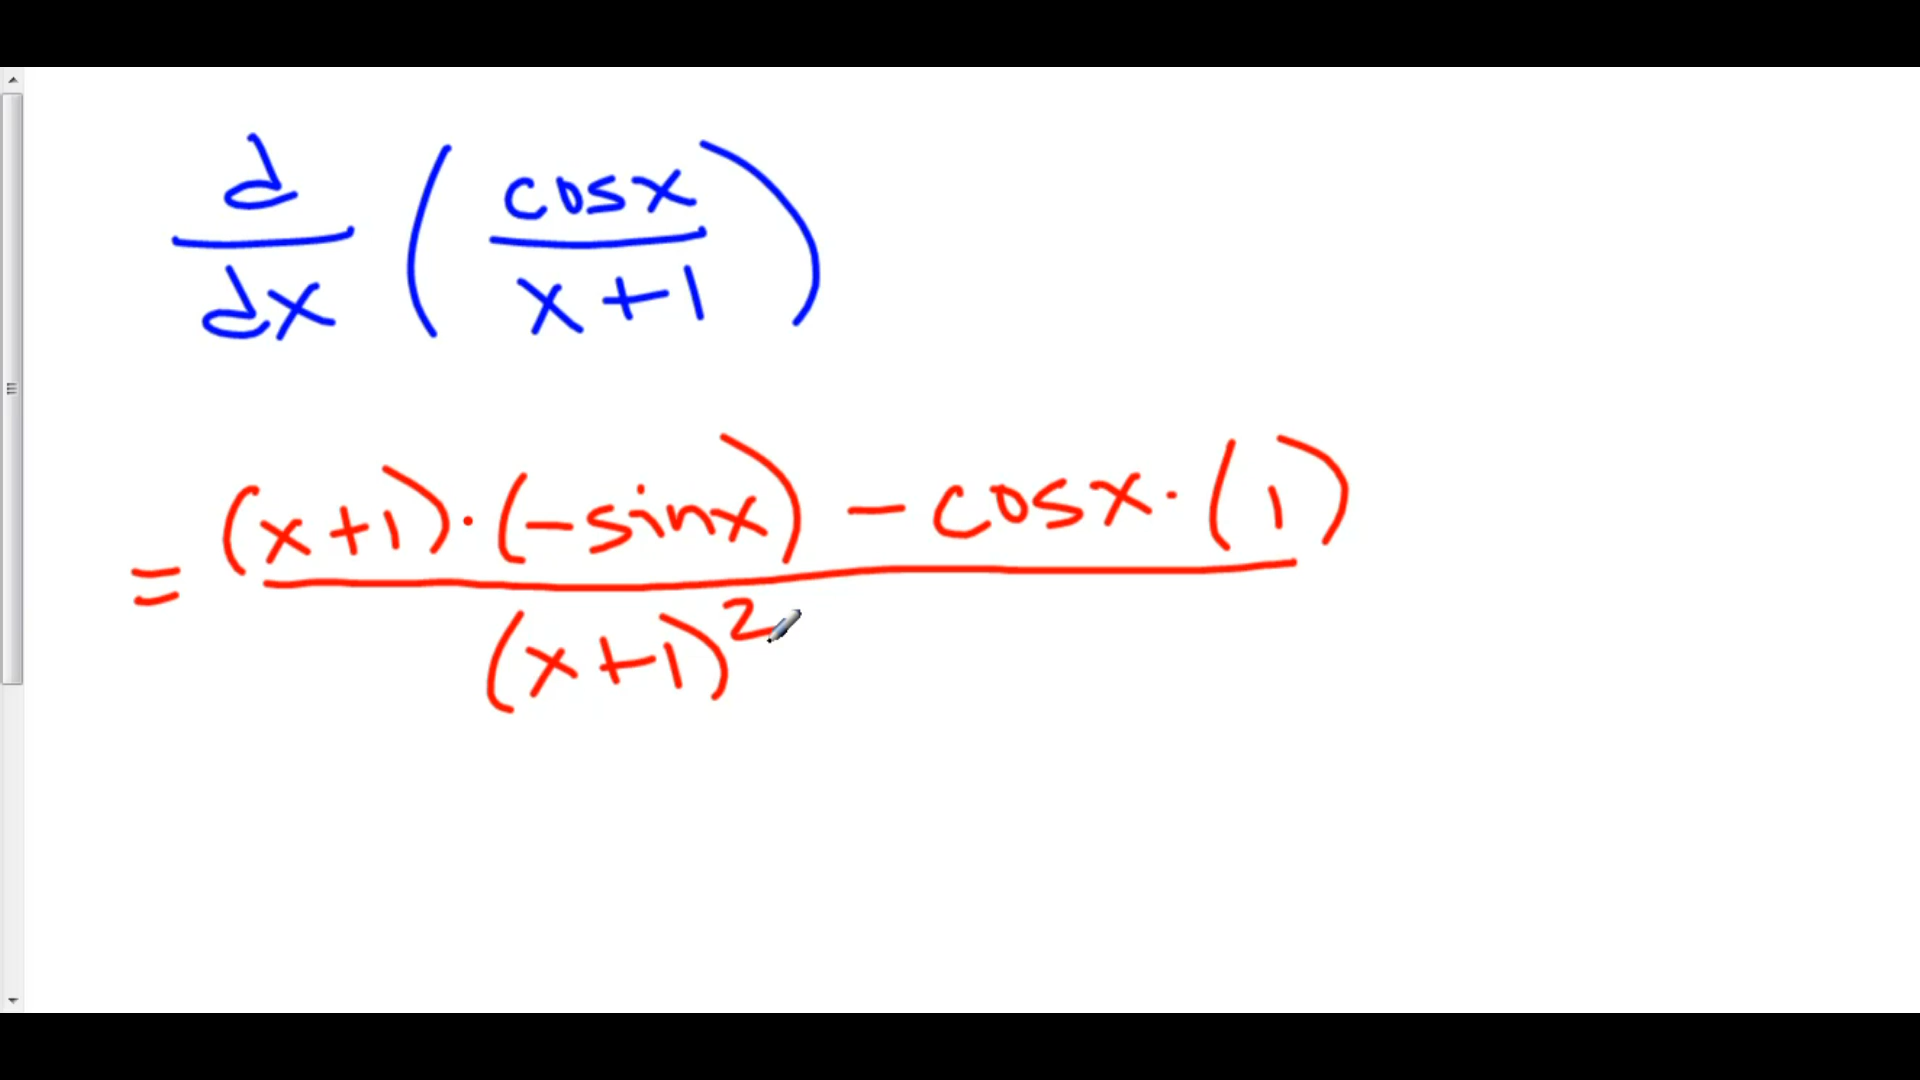 d/dx ( cosx / x+1 )
= (x+1)·(-sinx) - cosx·(1) / (x+1)²